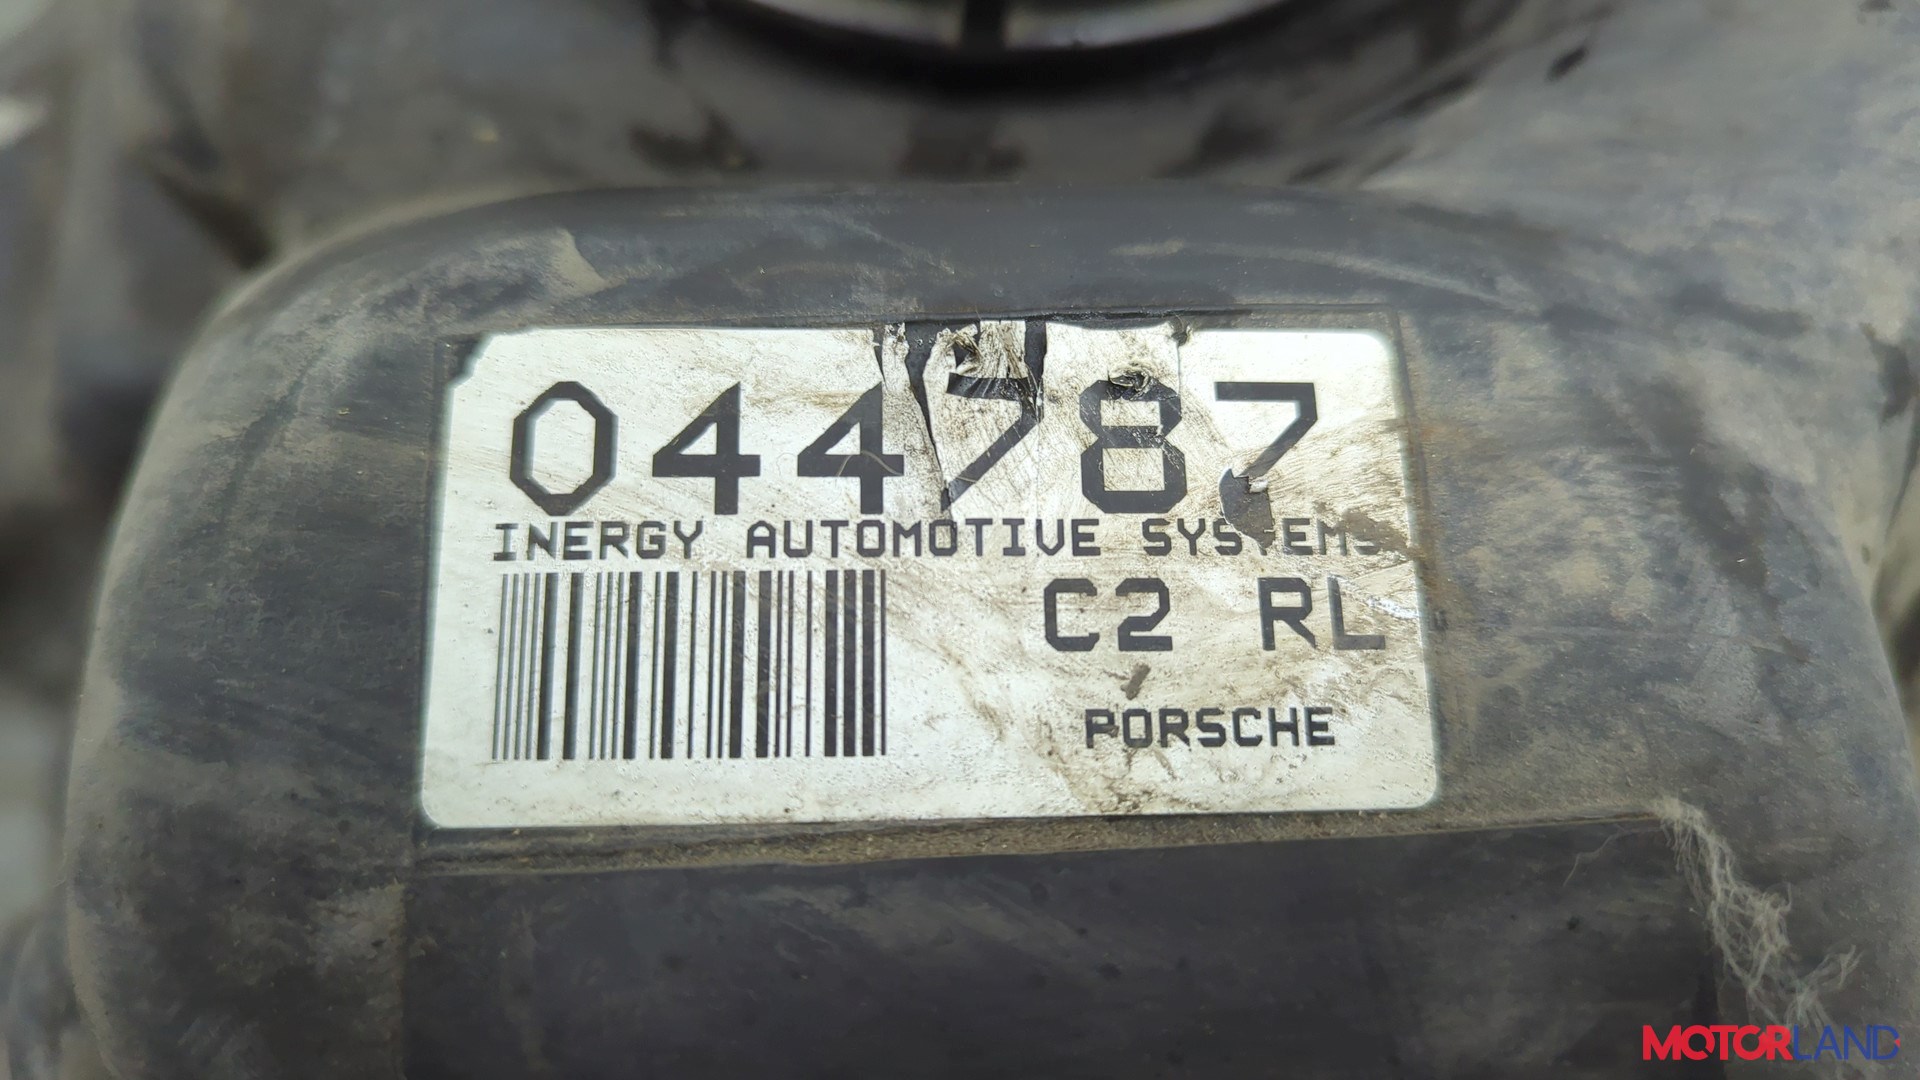 044787
INERGY AUTOMOTIVE SYSTEMS
C2 RL
PORSCHE
MOTORLAND